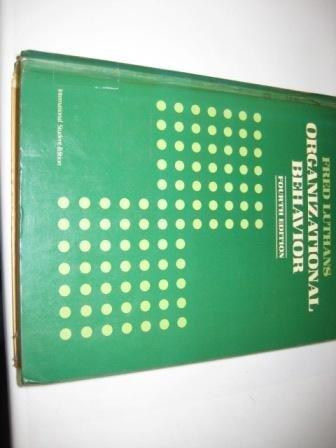 FRED LUTHANS
ORGANIZATIONAL
BEHAVIOR
FOURTH EDITION
International Student Edition